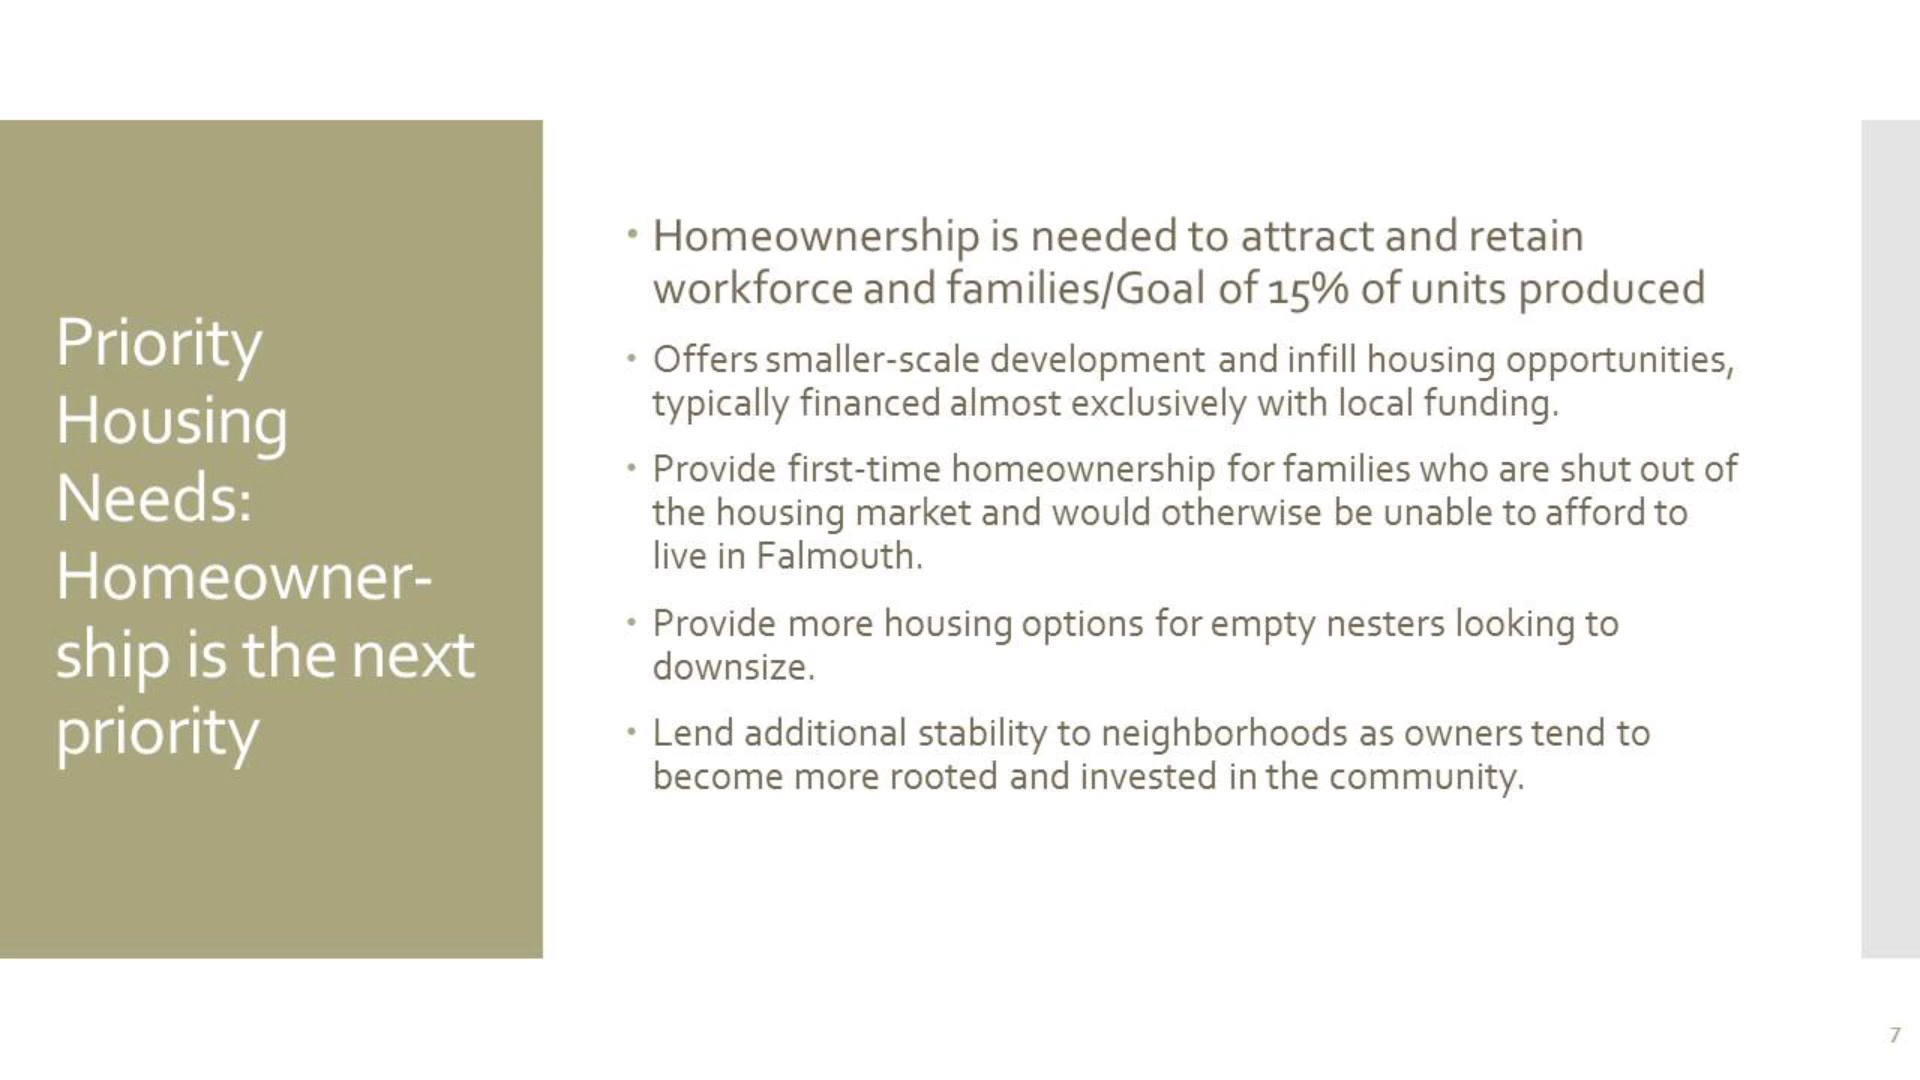 Priority
Housing
Needs:
Homeowner-
ship is the next
priority
• Homeownership is needed to attract and retain
workforce and families/Goal of 15% of units produced
• Offers smaller-scale development and infill housing opportunities,
typically financed almost exclusively with local funding.
• Provide first-time homeownership for families who are shut out of
the housing market and would otherwise be unable to afford to
live in Falmouth.
• Provide more housing options for empty nesters looking to
downsize.
• Lend additional stability to neighborhoods as owners tend to
become more rooted and invested in the community.
7